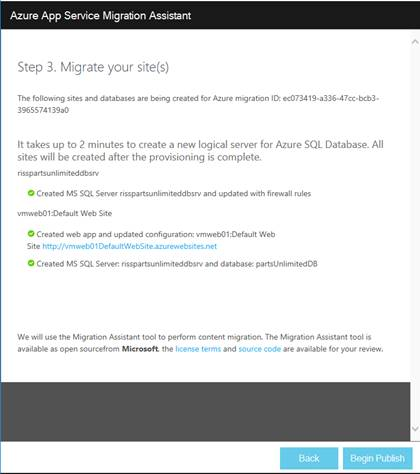 Azure App Service Migration Assistant
Step 3. Migrate your site(s)
The following sites and databases are being created for Azure migration ID: ec073419-a336-47cc-bcb3-
3965574139a0
It takes up to 2 minutes to create a new logical server for Azure SQL Database. All
sites will be created after the provisioning is complete.
risspartsunlimiteddbsrv
Created MS SQL Server risspartsunlimiteddbsrv and updated with firewall rules
vmweb01:Default Web Site
Created web app and updated configuration: vmweb01:Default Web
Site http://vmweb01DefaultWebSite.azurewebsites.net
Created MS SQL Server: risspartsunlimiteddbsrv and database: partsUnlimitedDB
We will use the Migration Assistant tool to perform content migration. The Migration Assistant tool is
available as open sourcefrom Microsoft. the license terms and source code are available for your review.
Back
Begin Publish